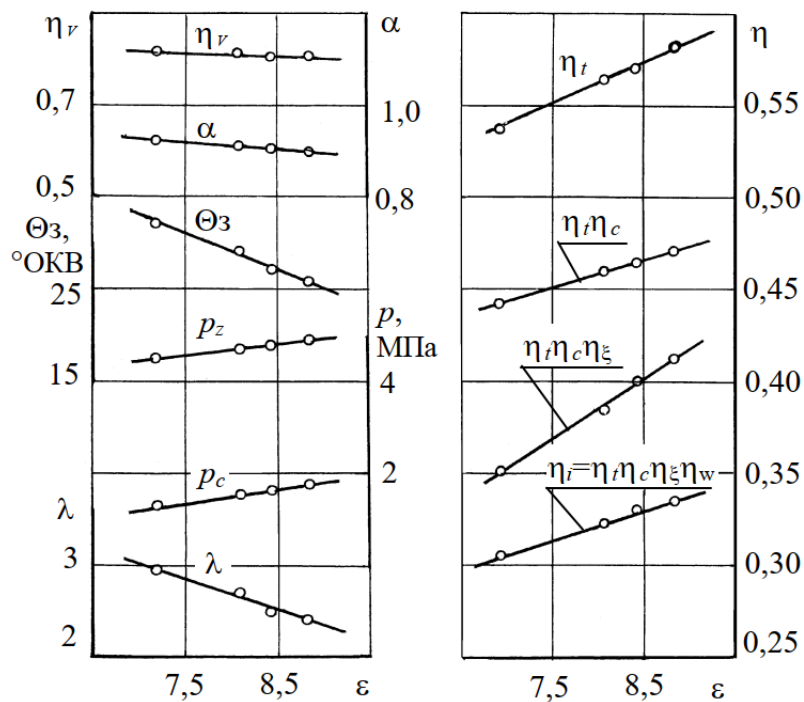 η_v
α
η_v
0,7
1,0
α
0,5
0,8
Θз,
°ОКВ
Θз
25
p_z
p,
МПа
15
4
p_c
2
λ
3
λ
2
7,5
8,5
ε
η
η_t
0,55
0,50
η_tη_c
0,45
η_tη_cη_ξ
0,40
0,35
η_i=η_tη_cη_ξη_w
0,30
0,25
7,5
8,5
ε